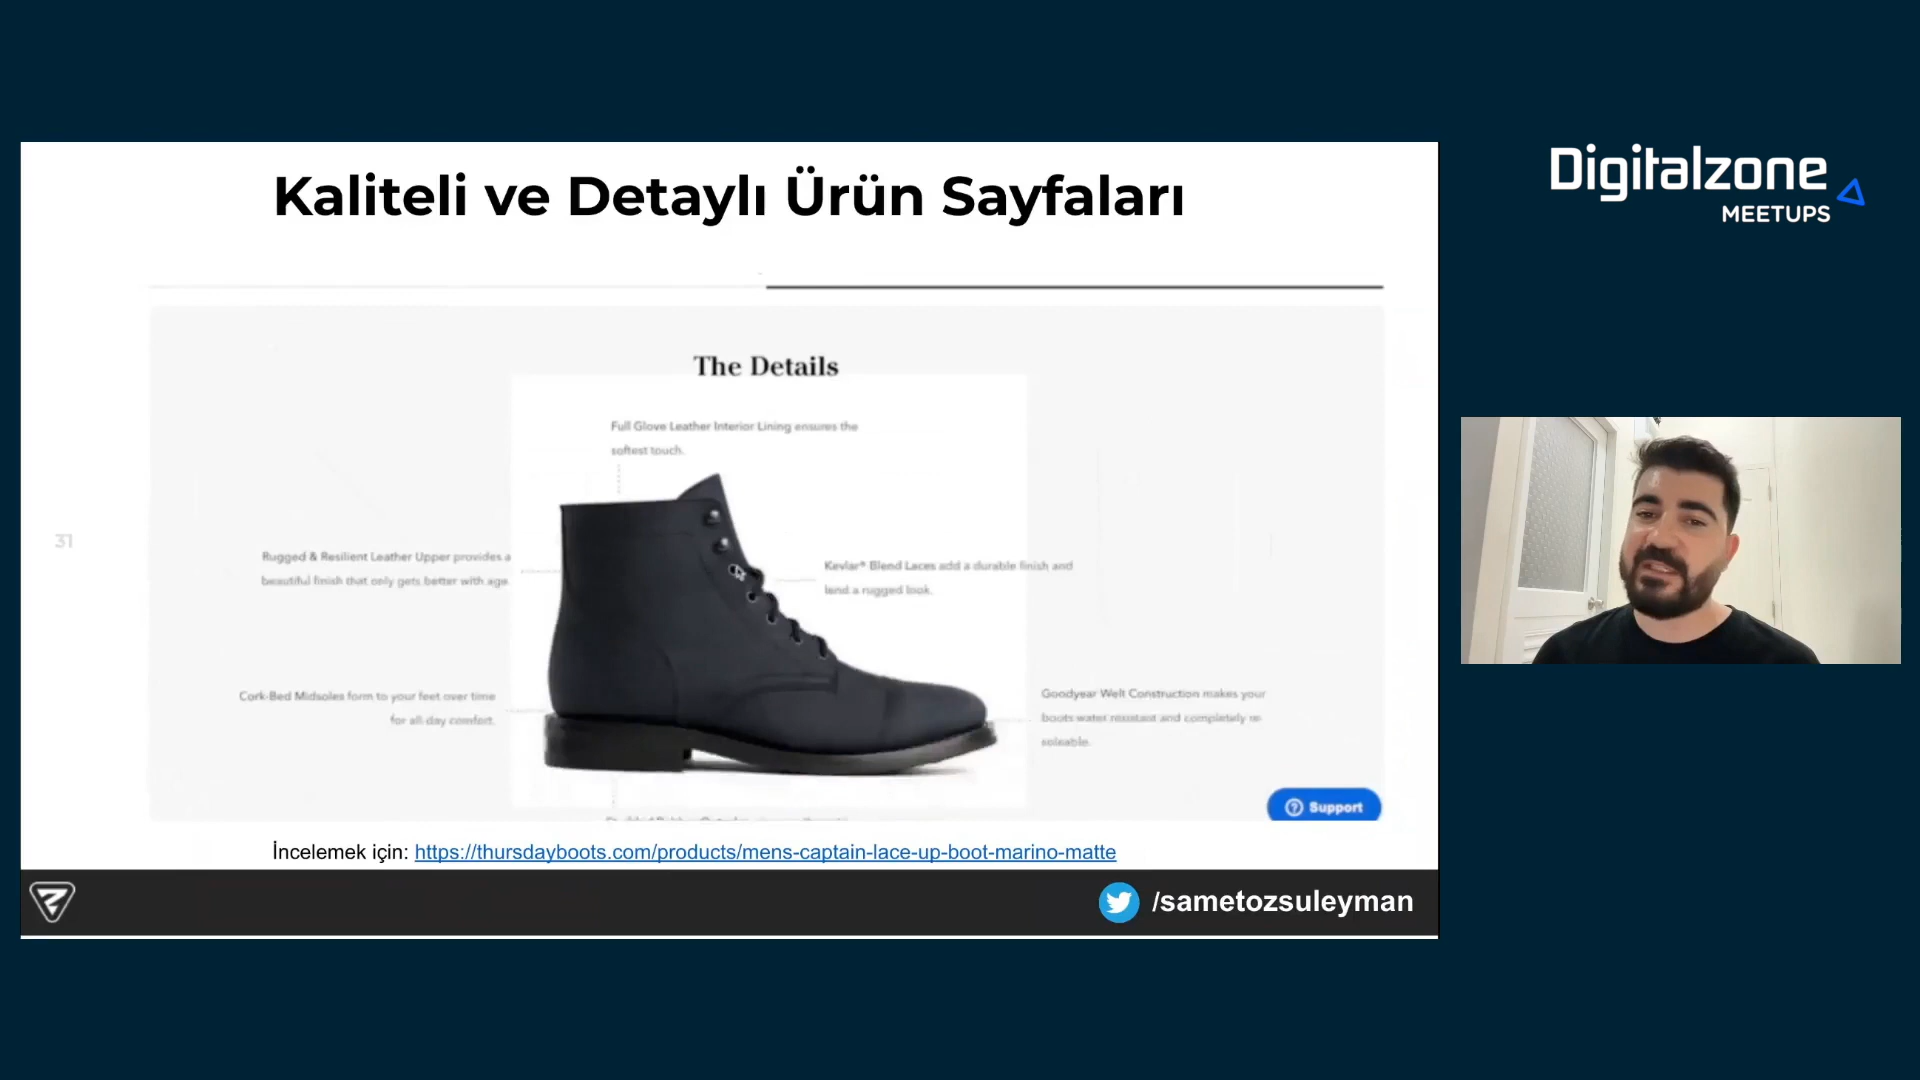 Kaliteli ve Detaylı Ürün Sayfaları
Digitalzone
MEETUPS
The Details
Full Glove Leather Interior Lining ensures the
softest touch.
31
Rugged & Resilient Leather Upper provides a
beautiful finish that only gets better with age
Kevlar® Blend Laces add a durable finish and
lend a rugged look.
Cork-Bed Midsoles form to your feet over time
for all-day comfort.
Goodyear Welt Construction makes your
boots water resistant and completely re-
soleable.
Support
İncelemek için: https://thursdayboots.com/products/mens-captain-lace-up-boot-marino-matte
/sametozsuleyman